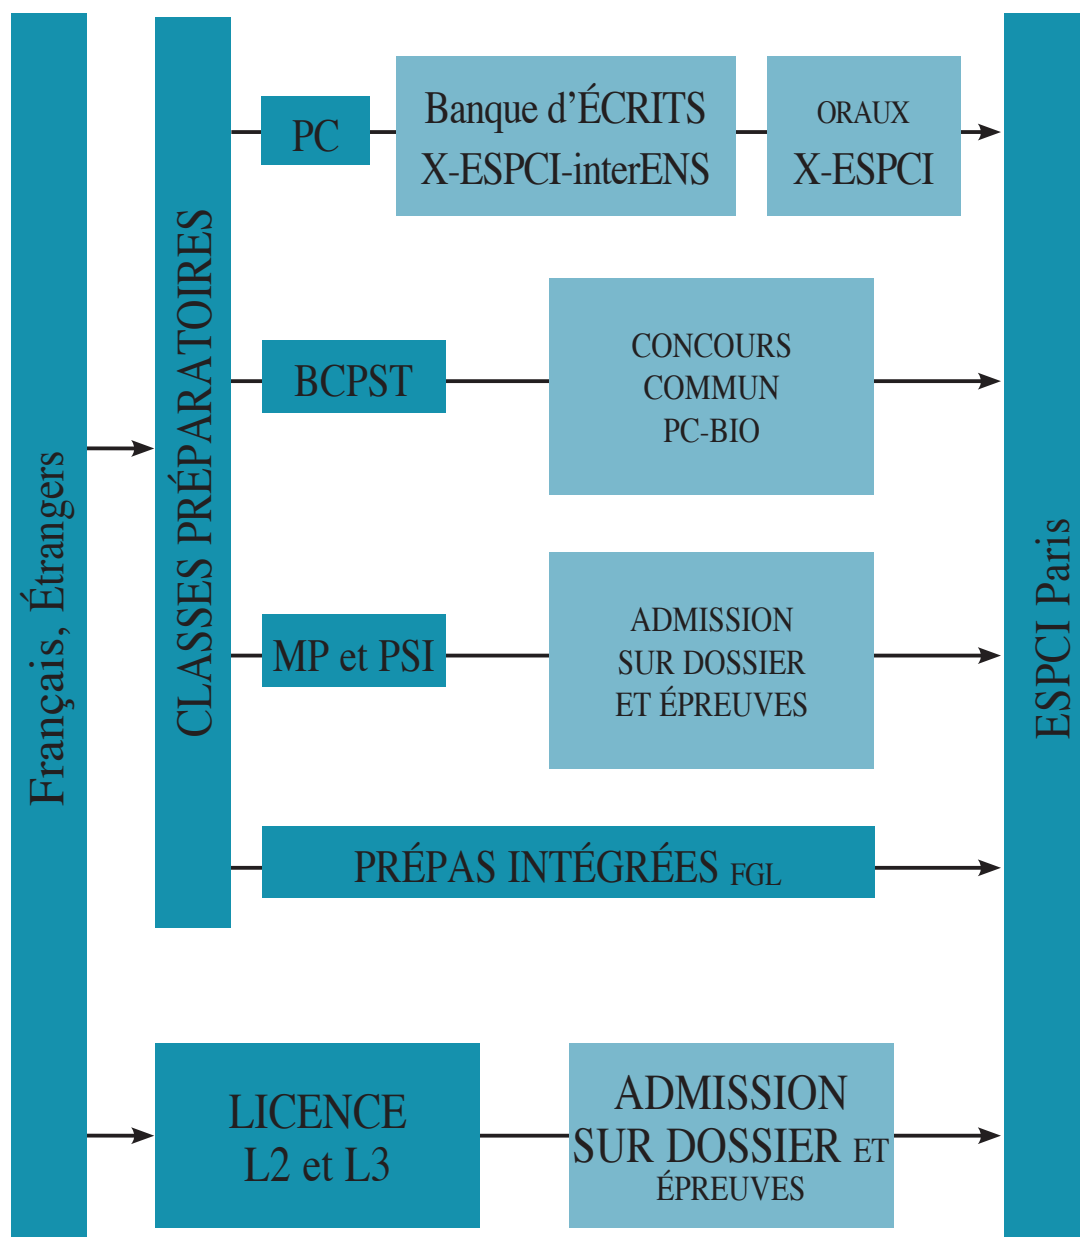 Français, Étrangers
CLASSES PRÉPARATOIRES
PC
Banque d'ÉCRITS
X-ESPCI-interENS
ORAUX
X-ESPCI
BCPST
CONCOURS
COMMUN
PC-BIO
MP et PSI
ADMISSION
SUR DOSSIER
ET ÉPREUVES
PRÉPAS INTÉGRÉES FGL
LICENCE
L2 et L3
ADMISSION
SUR DOSSIER ET
ÉPREUVES
ESPCI Paris